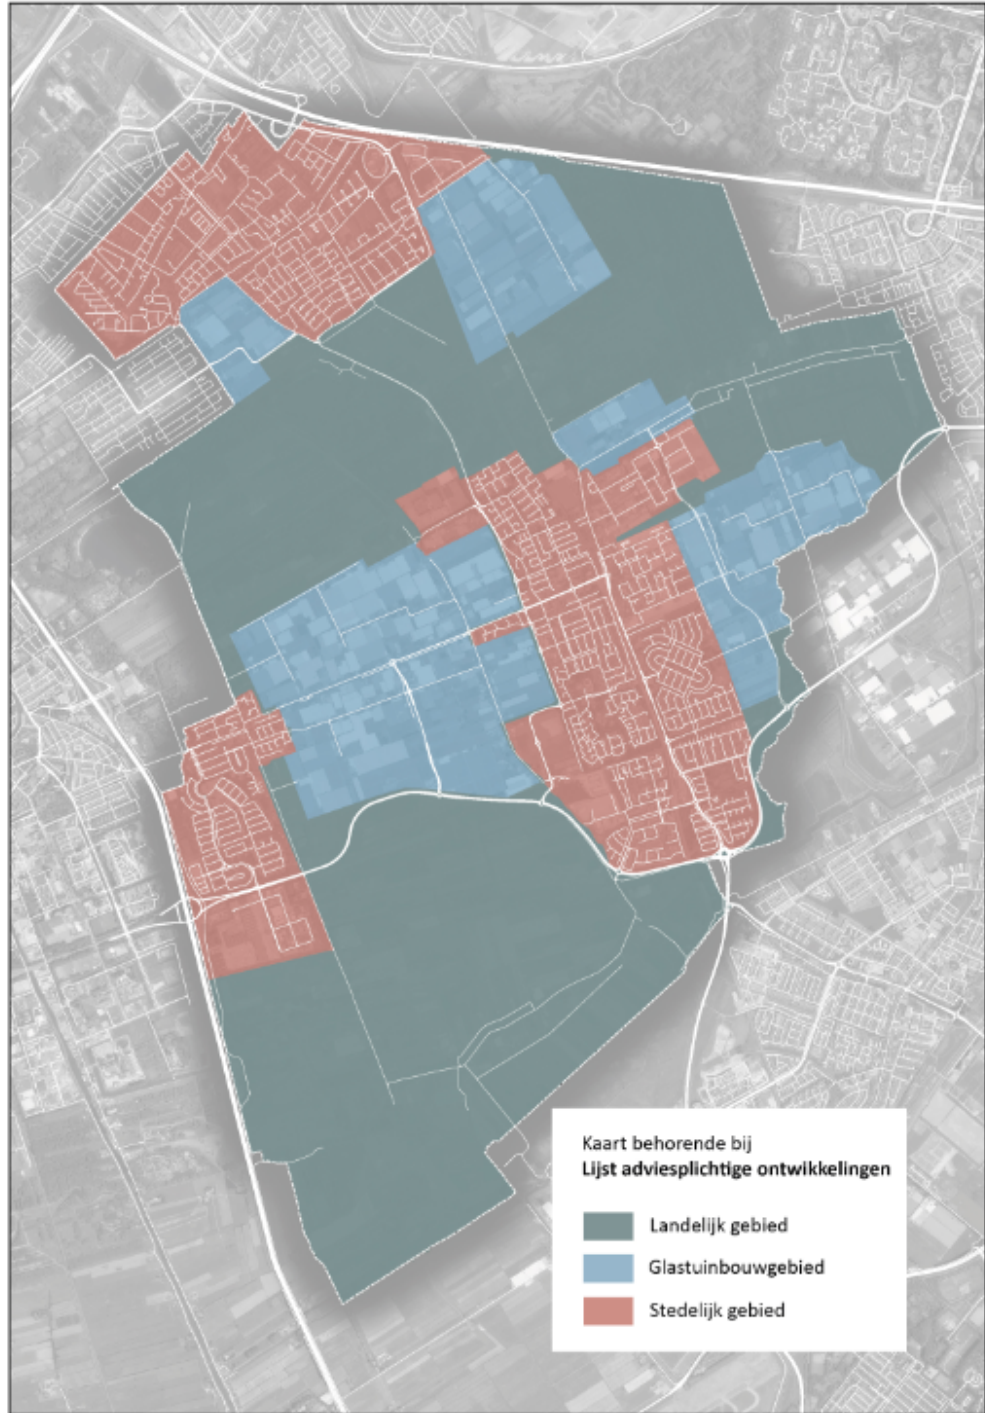 Kaart behorende bij
Lijst adviesplichtige ontwikkelingen
Landelijk gebied
Glastuinbouwgebied
Stedelijk gebied